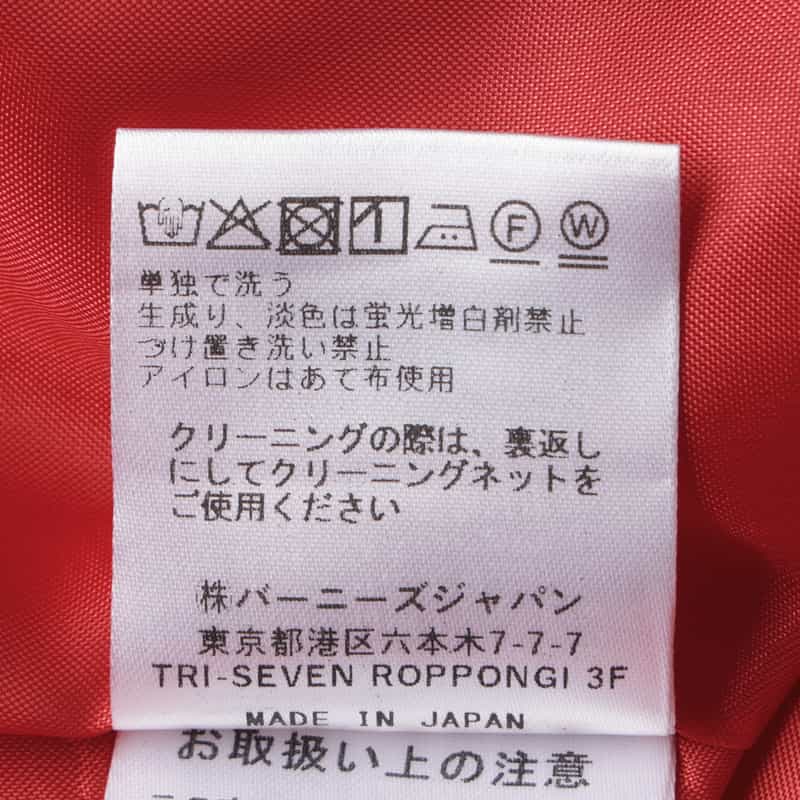 F W
単独で洗う
生成り、淡色は蛍光増白剤禁止
つけ置き洗い禁止
アイロンはあて布使用
クリーニングの際は、裏返し
にしてクリーニングネットを
ご使用ください
㈱バーニーズジャパン
東京都港区六本木7-7-7
TRI-SEVEN ROPPONGI 3F
MADE IN JAPAN
お取扱い上の注意